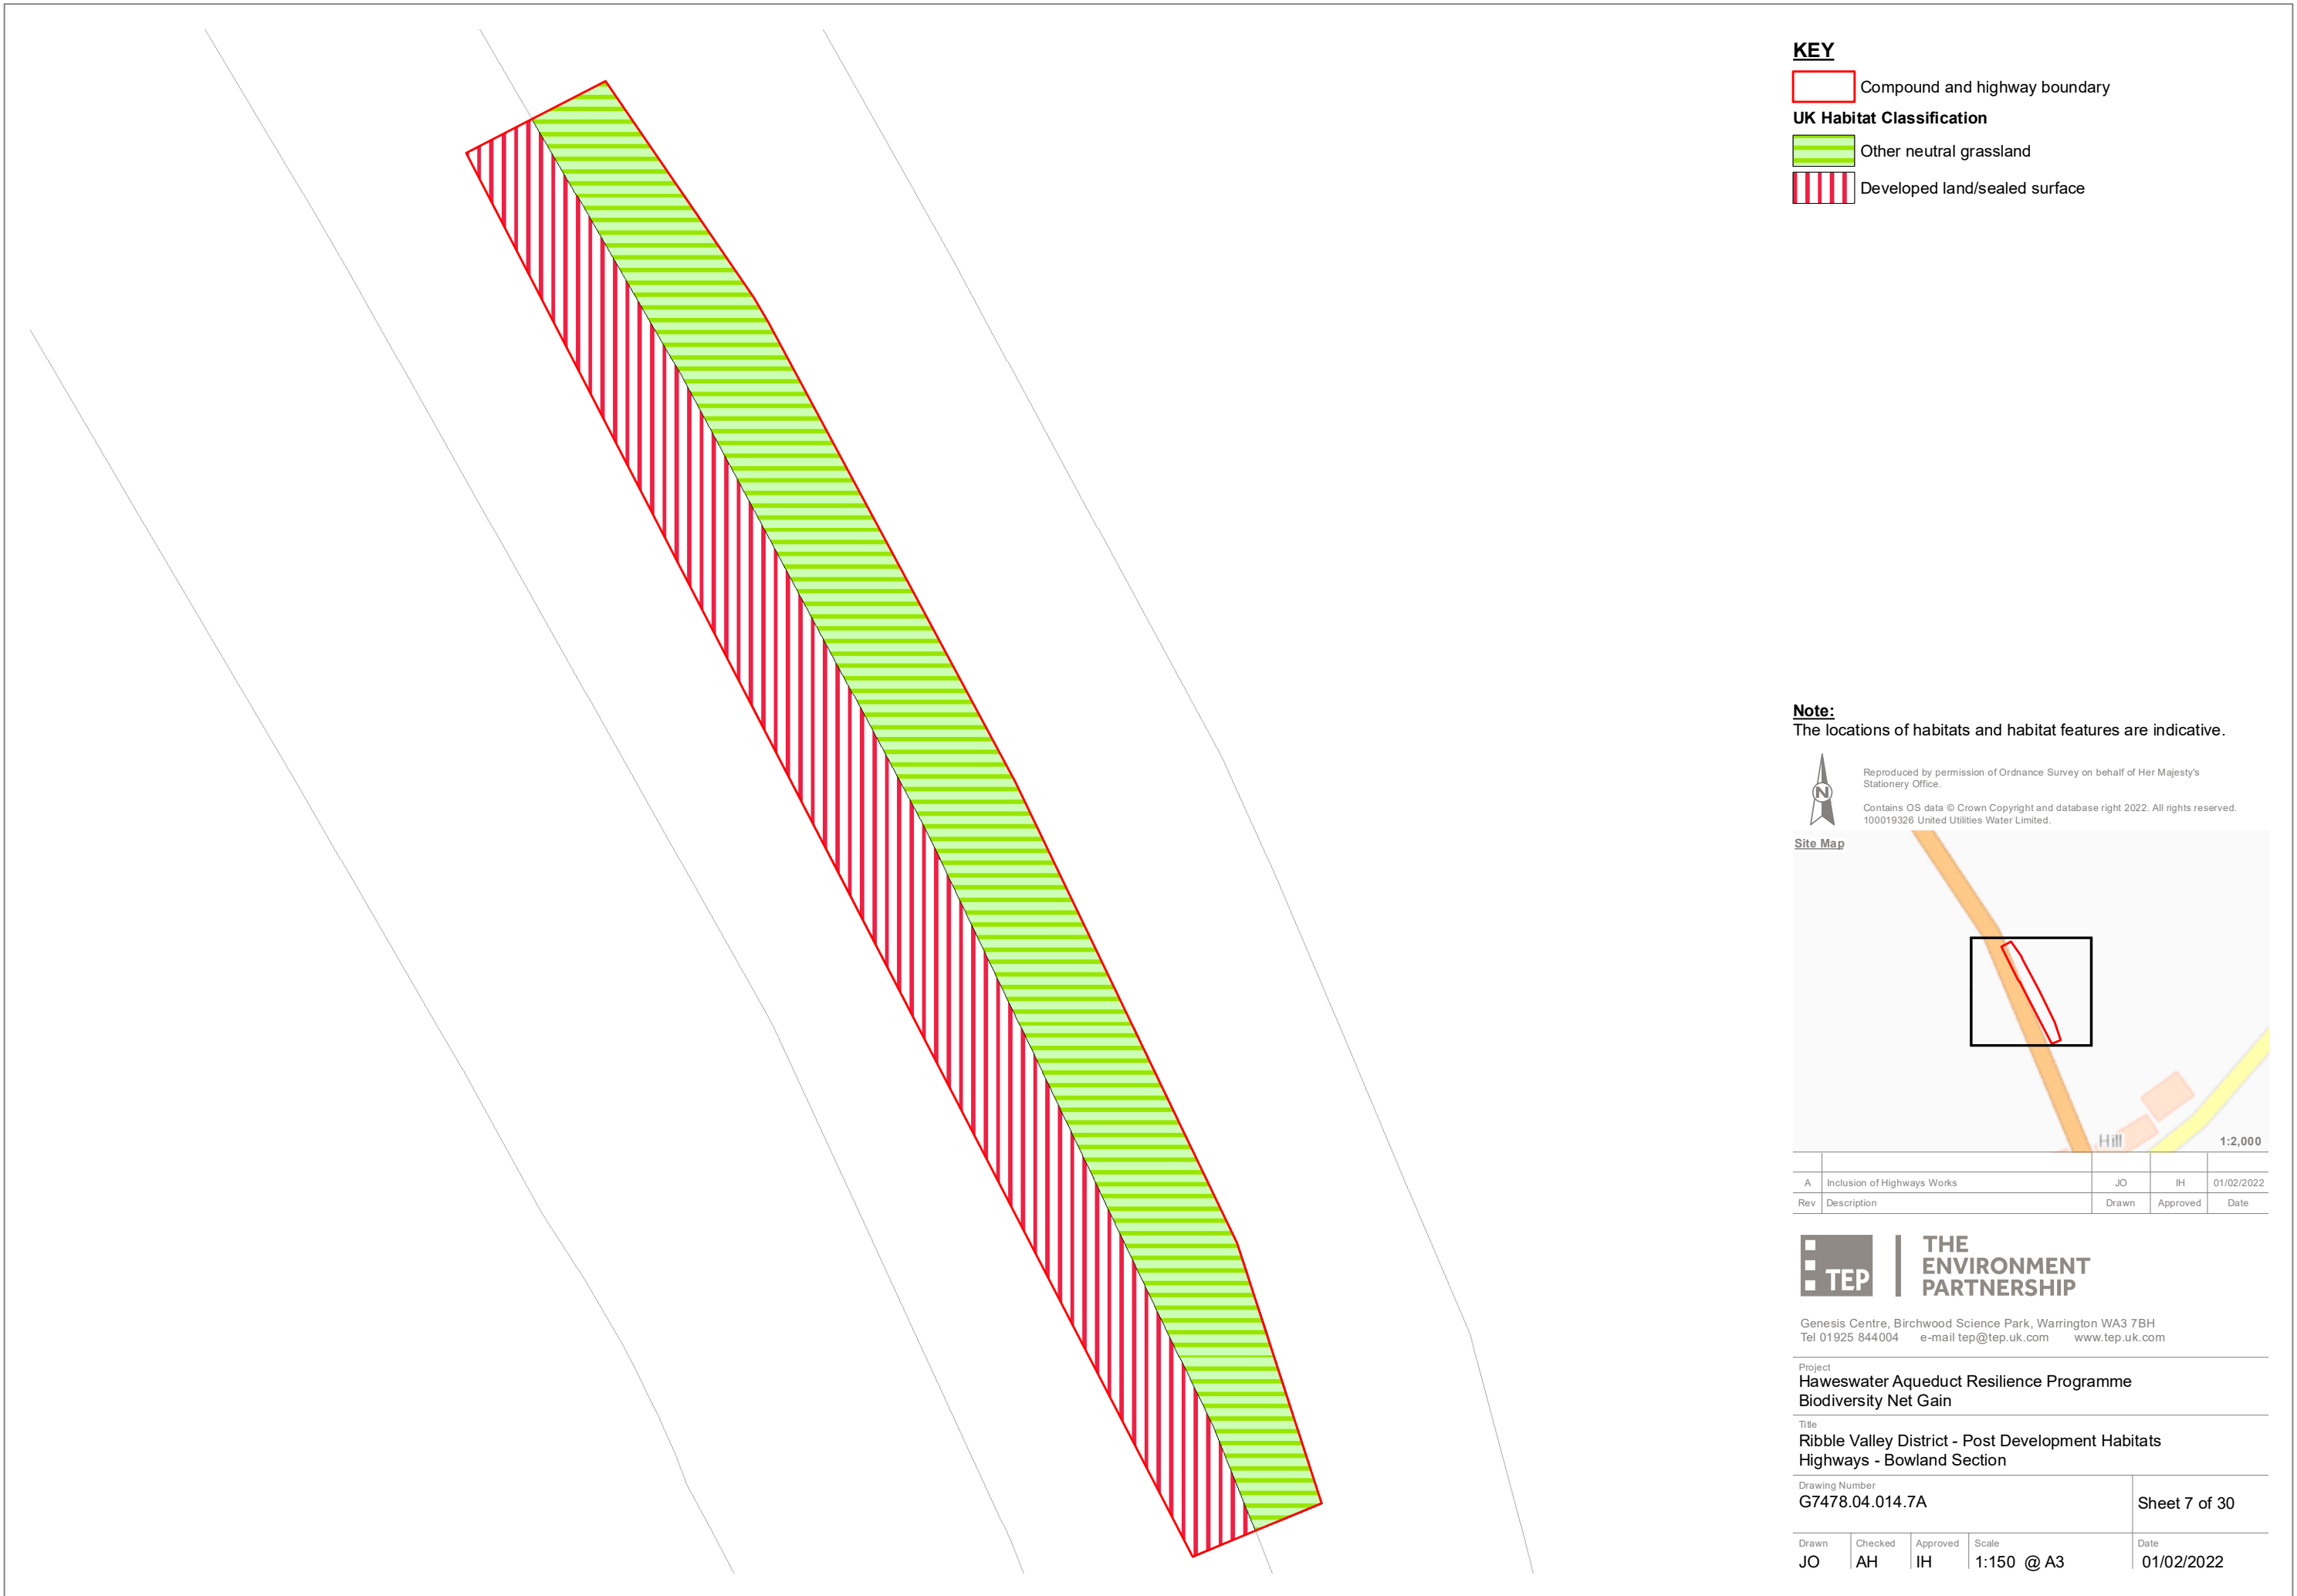 KEY
Compound and highway boundary
UK Habitat Classification
Other neutral grassland
Developed land/sealed surface
Note:
The locations of habitats and habitat features are indicative.
N
Reproduced by permission of Ordnance Survey on behalf of Her Majesty's
Stationery Office.
Contains OS data © Crown Copyright and database right 2022. All rights reserved.
100019326 United Utilities Water Limited.
Site Map
Hill
1:2,000
A Inclusion of Highways Works JO IH 01/02/2022
Rev Description Drawn Approved Date
TEP
THE
ENVIRONMENT
PARTNERSHIP
Genesis Centre, Birchwood Science Park, Warrington WA3 7BH
Tel 01925 844004 e-mail tep@tep.uk.com www.tep.uk.com
Project
Haweswater Aqueduct Resilience Programme
Biodiversity Net Gain
Title
Ribble Valley District - Post Development Habitats
Highways - Bowland Section
Drawing Number
G7478.04.014.7A
Sheet 7 of 30
Drawn Checked Approved Scale Date
JO AH IH 1:150 @ A3 01/02/2022